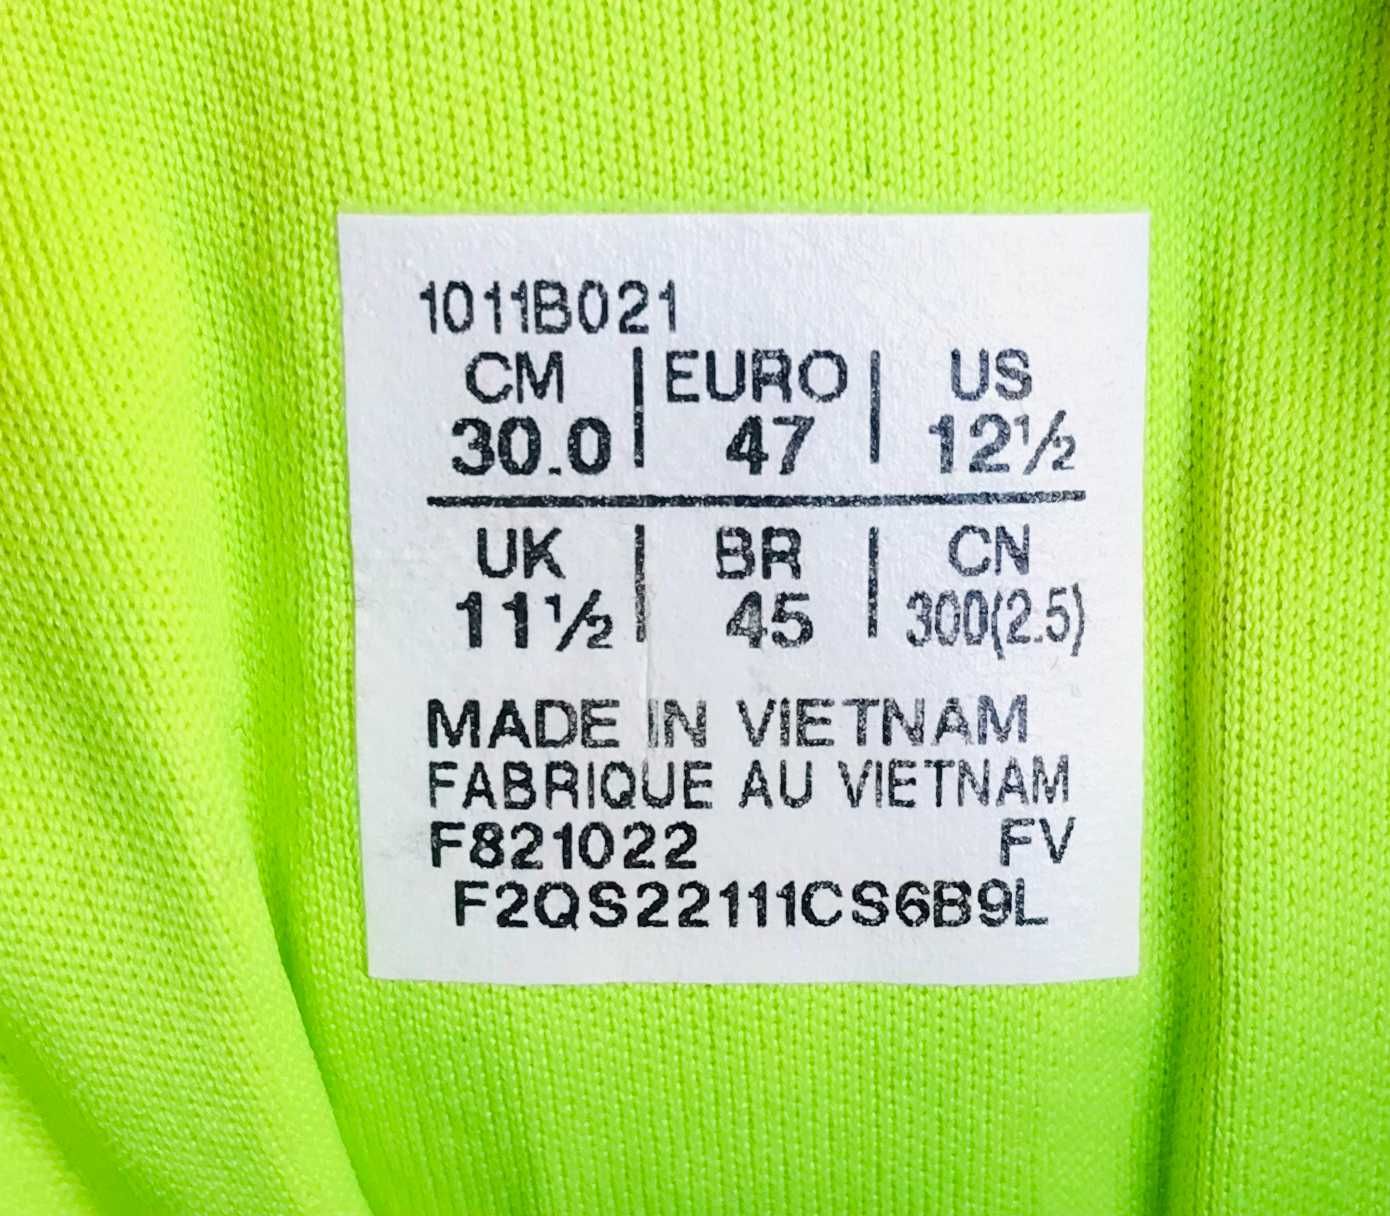 1011B021
CM | EURO | US
30.0 | 47 | 12½
UK | BR | CN
11½ | 45 | 300(2.5)
MADE IN VIETNAM
FABRIQUE AU VIETNAM
F821022 FV
F2QS22111CS6B9L